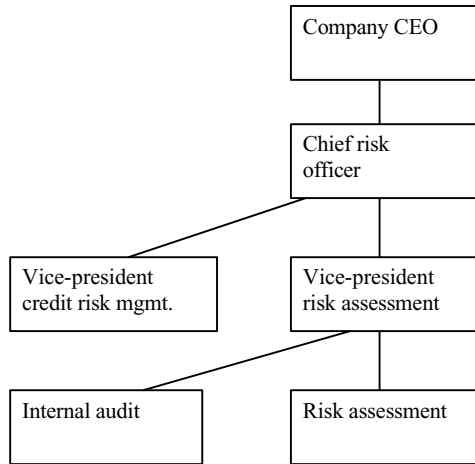 Company CEO
Chief risk
officer
Vice-president
credit risk mgmt.
Vice-president
risk assessment
Internal audit
Risk assessment